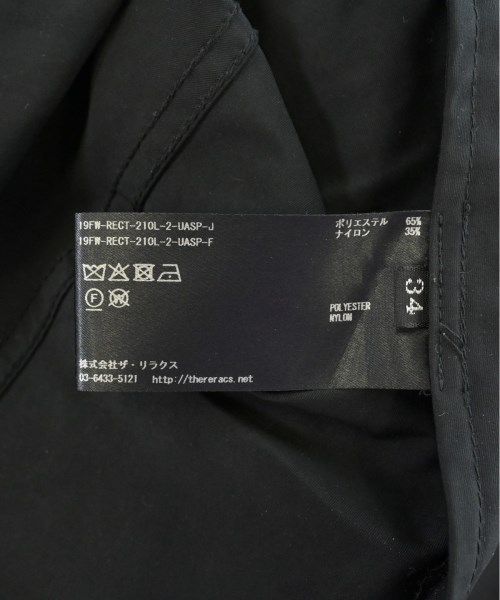 19FW-RECT-210L-2-UASP-J
19FW-RECT-210L-2-UASP-F
ポリエステル 65%
ナイロン 35%
F W
POLYESTER
NYLON
34
株式会社ザ・リラクス
03-6433-5121 http://thereracs.net